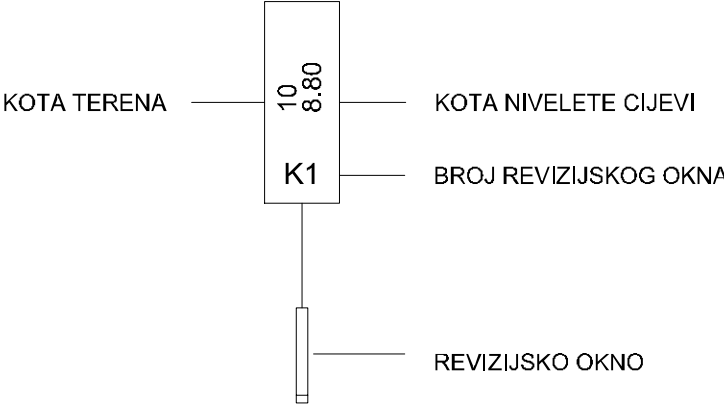 10
8.80
KOTA TERENA
KOTA NIVELETE CIJEVI
K1
BROJ REVIZIJSKOG OKNA
REVIZIJSKO OKNO